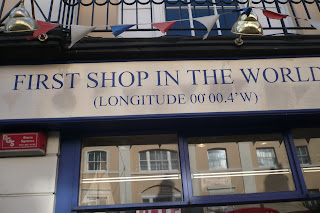 FIRST SHOP IN THE WORLD
(LONGITUDE 00°00.4'W)